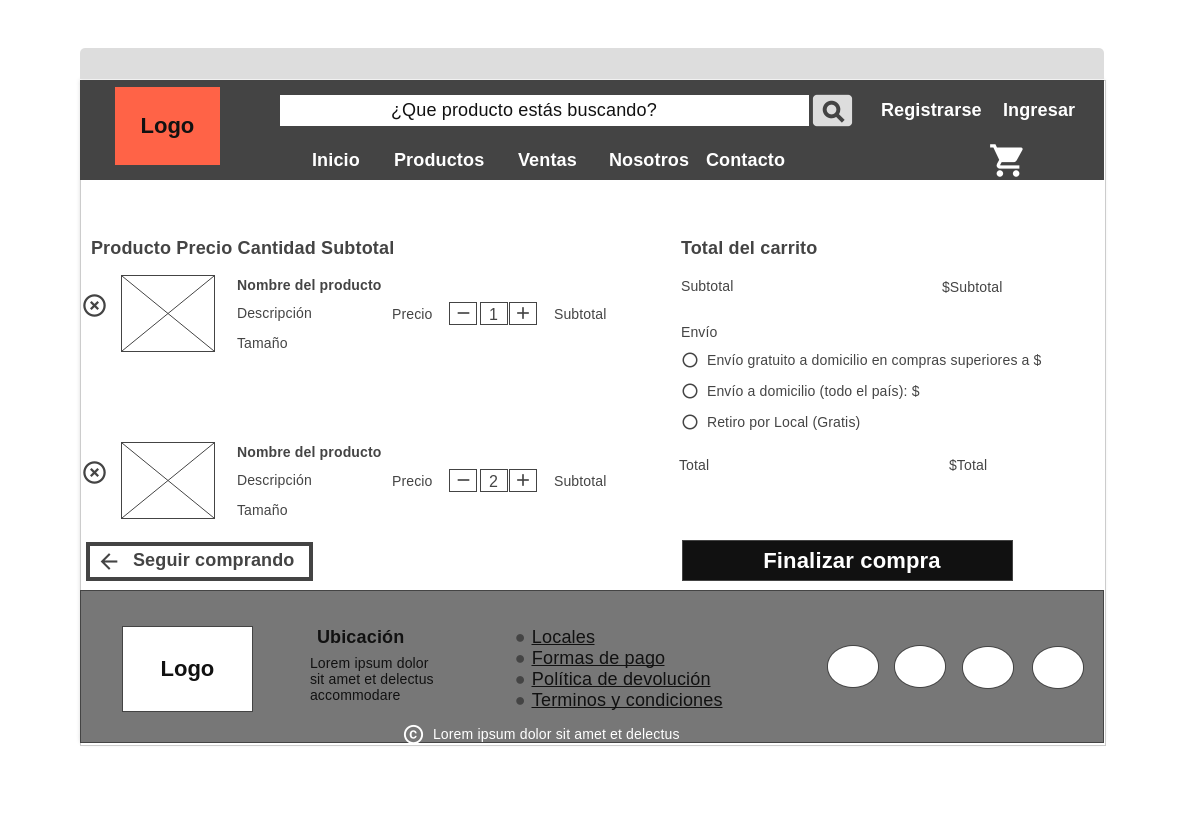 Logo
¿Que producto estás buscando?
Registrarse Ingresar
Inicio Productos Ventas Nosotros Contacto
Producto Precio Cantidad Subtotal
Nombre del producto
Descripción
Precio
1
Subtotal
Tamaño
Nombre del producto
Descripción
Precio
2
Subtotal
Tamaño
Seguir comprando
Total del carrito
Subtotal $Subtotal
Envío
Envío gratuito a domicilio en compras superiores a $
Envío a domicilio (todo el país): $
Retiro por Local (Gratis)
Total $Total
Finalizar compra
Logo
Ubicación
Lorem ipsum dolor
sit amet et delectus
accommodare
Locales
Formas de pago
Política de devolución
Terminos y condiciones
© Lorem ipsum dolor sit amet et delectus